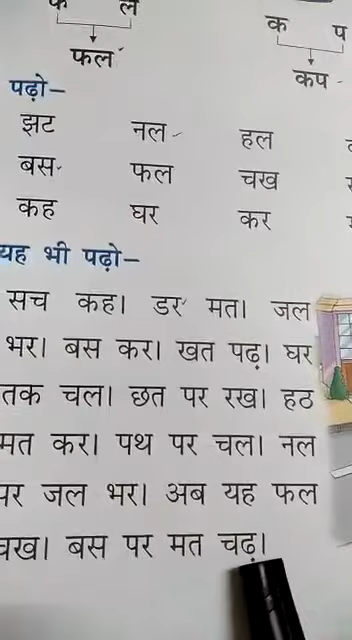 क ल क प
फल
कप
पढ़ो—
झट नल हल
बस फल चख
कह घर कर
यह भी पढ़ो—
सच कह। डर मत। जल
भर। बस कर। खत पढ़। घर
तक चल। छत पर रख। हठ
मत कर। पथ पर चल। नल
पर जल भर। अब यह फल
चख। बस पर मत चढ़।